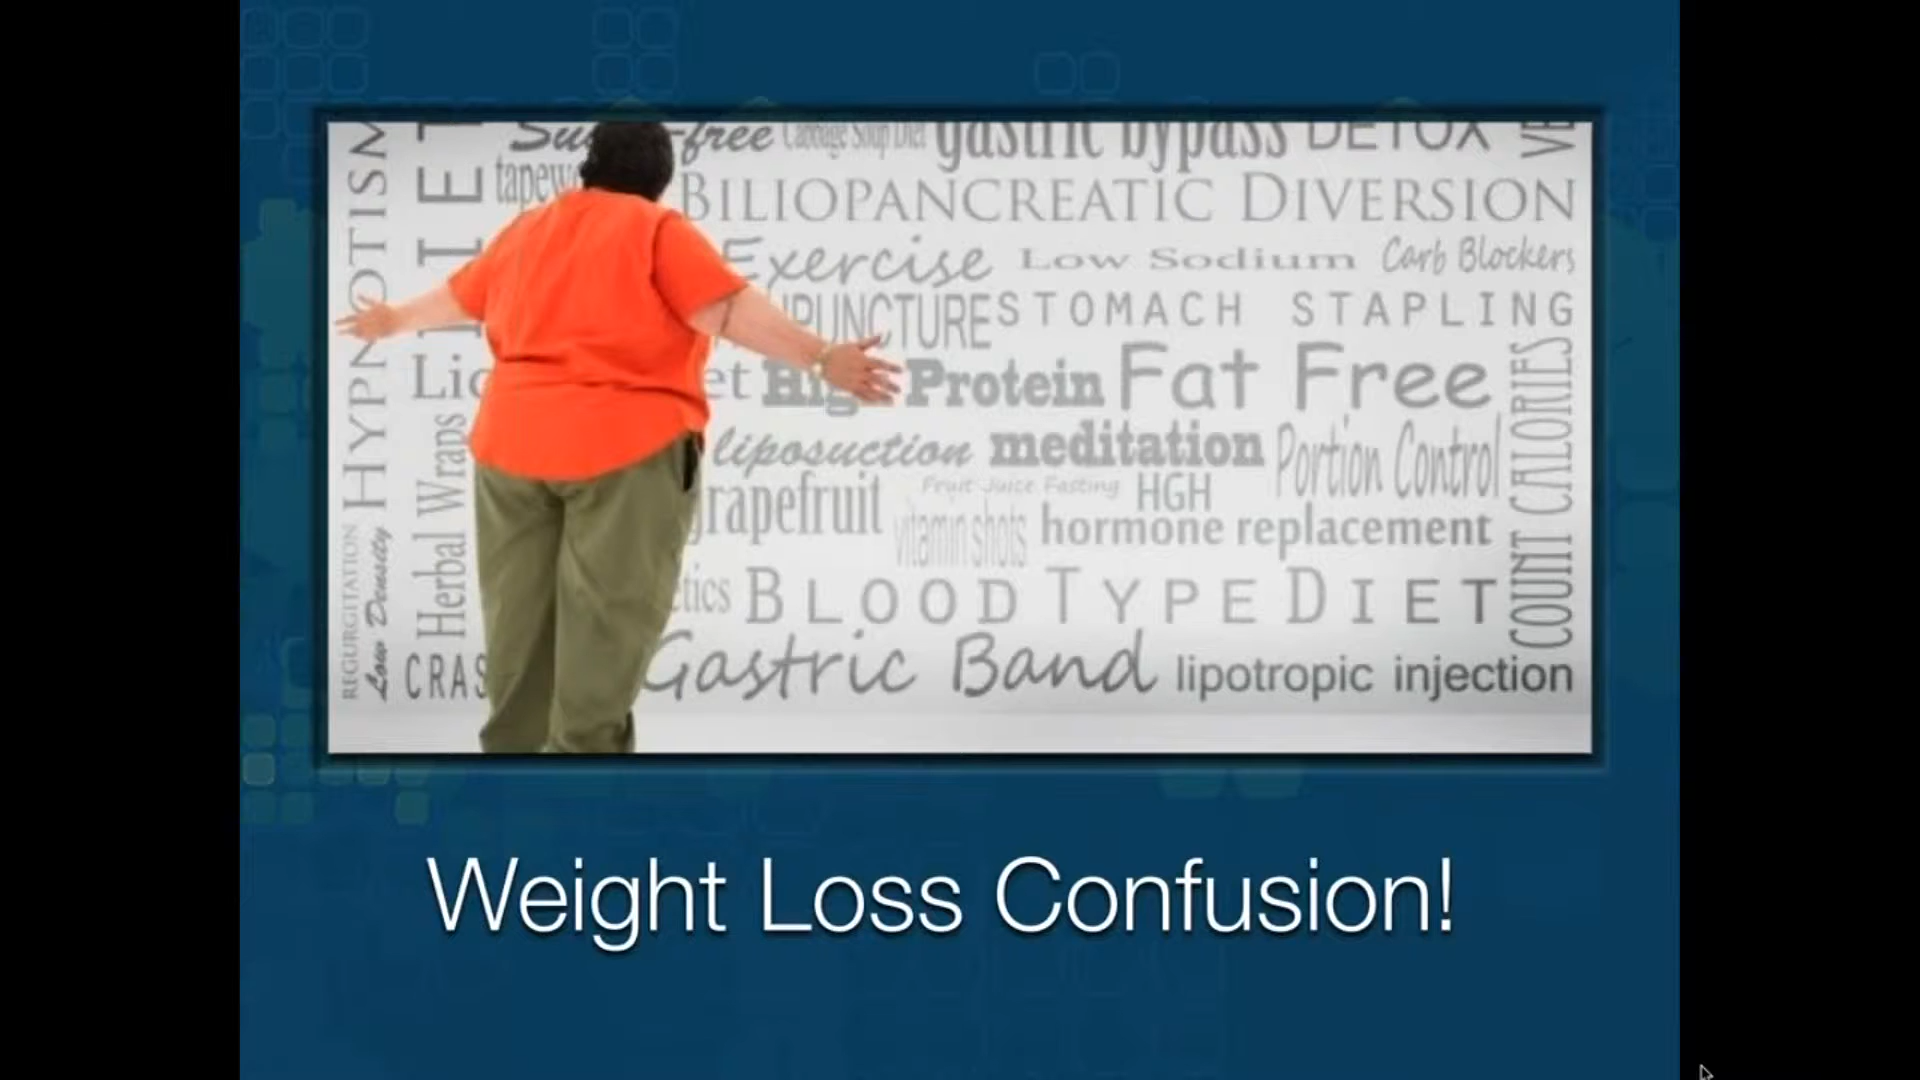 HYPNOTISM
REGURGITATION
Low Density
Herbal Wraps
free
Cabbage Soup Diet
gastric bypass
DETOX
BILIOPANCREATIC DIVERSION
Exercise
Low Sodium
Carb Blockers
STOMACH STAPLING
Protein
Fat Free
liposuction
meditation
Portion Control
COUNT CALORIES
Fruit Juice Fasting
HGH
vitamin shots
hormone replacement
BLOOD TYPE DIET
Gastric Band
lipotropic injection
Weight Loss Confusion!